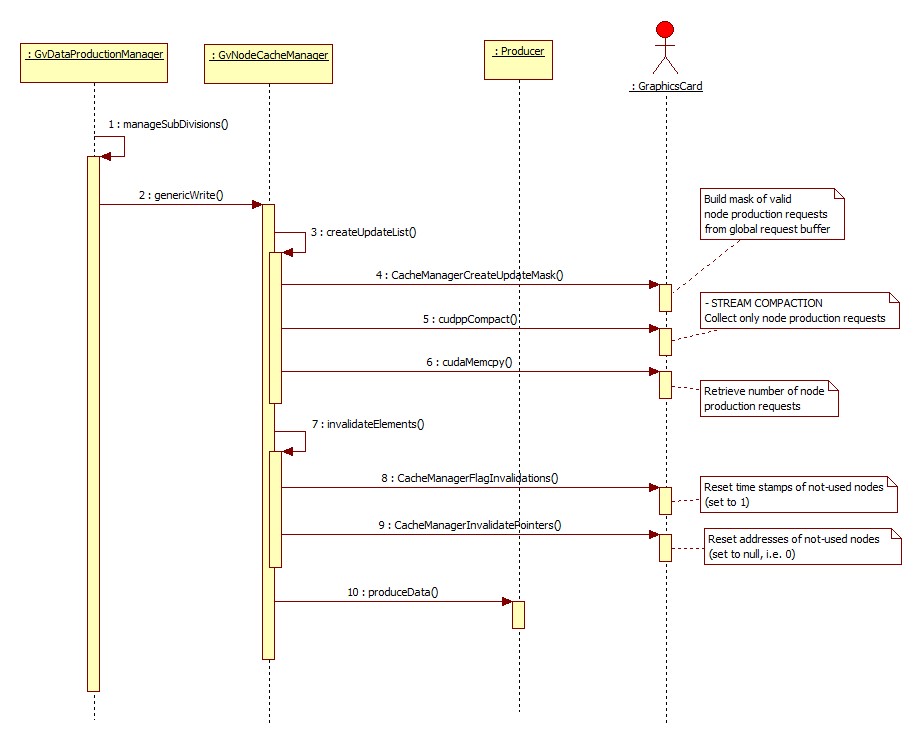 : GvDataProductionManager
: GvNodeCacheManager
: Producer
: GraphicsCard
1 : manageSubDivisions()
2 : genericWrite()
Build mask of valid
node production requests
from global request buffer
3 : createUpdateList()
4 : CacheManagerCreateUpdateMask()
- STREAM COMPACTION
Collect only node production requests
5 : cudppCompact()
6 : cudaMemcpy()
Retrieve number of node
production requests
7 : invalidateElements()
8 : CacheManagerFlagInvalidations()
Reset time stamps of not-used nodes
(set to 1)
9 : CacheManagerInvalidatePointers()
Reset addresses of not-used nodes
(set to null, i.e. 0)
10 : produceData()